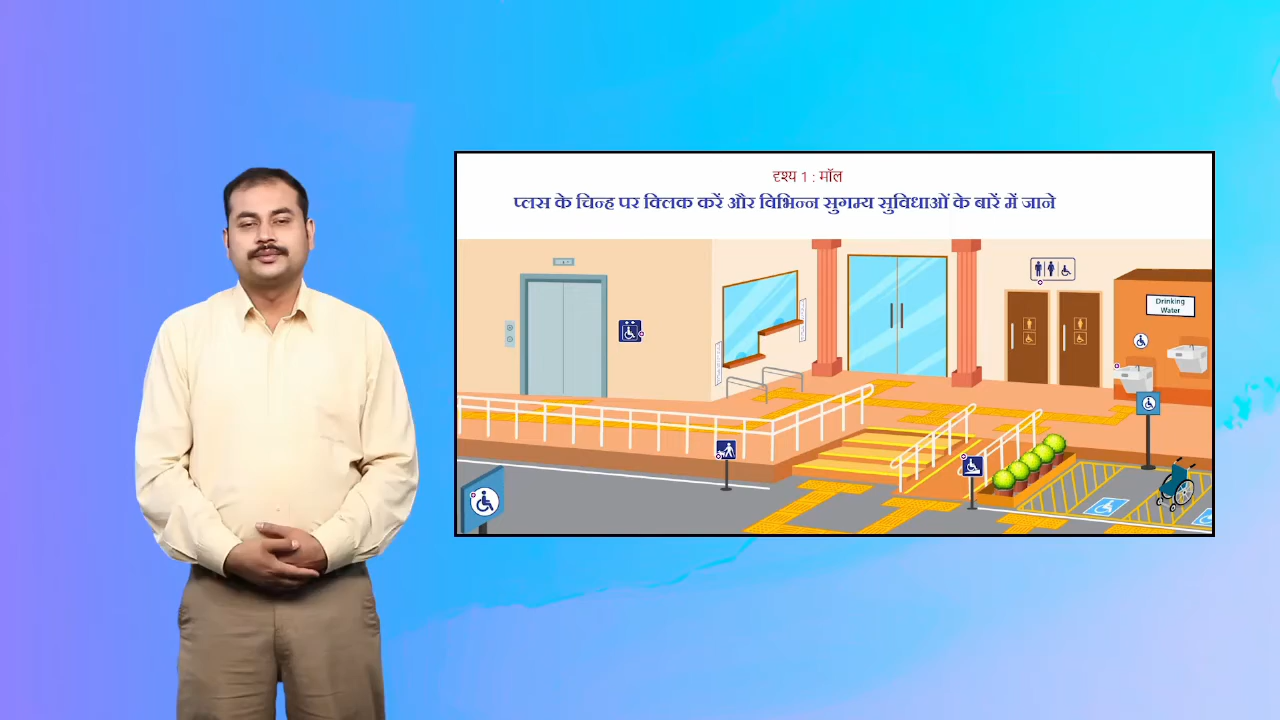 दृश्य 1 : मॉल
प्लस के चिन्ह पर क्लिक करें और विभिन्न सुगम्य सुविधाओं के बारें में जाने
Drinking
Water